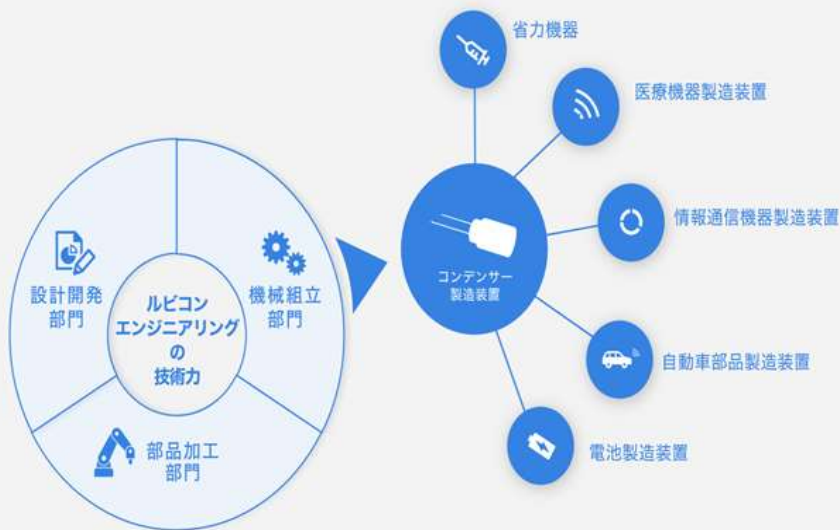 設計開発
部門
機械組立
部門
ルビコン
エンジニアリング
の
技術力
部品加工
部門
コンデンサー
製造装置
省力機器
医療機器製造装置
情報通信機器製造装置
自動車部品製造装置
電池製造装置